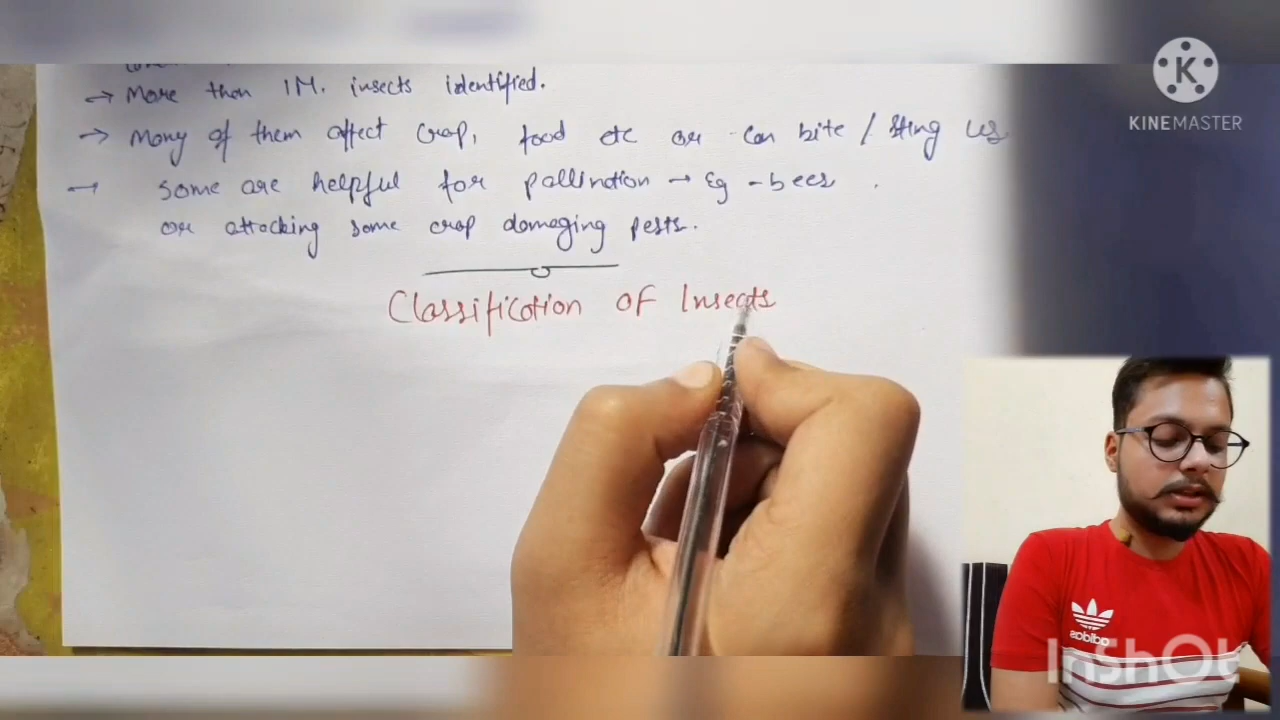 → More than 1M. insects identified.
→ Many of them affect Crop, food etc or can bite / sting us
→ some are helpful for pollination → Eg - bees .
or attacking some crop damaging pests.
Classification of Insects
KINEMASTER
adidas
InShOt